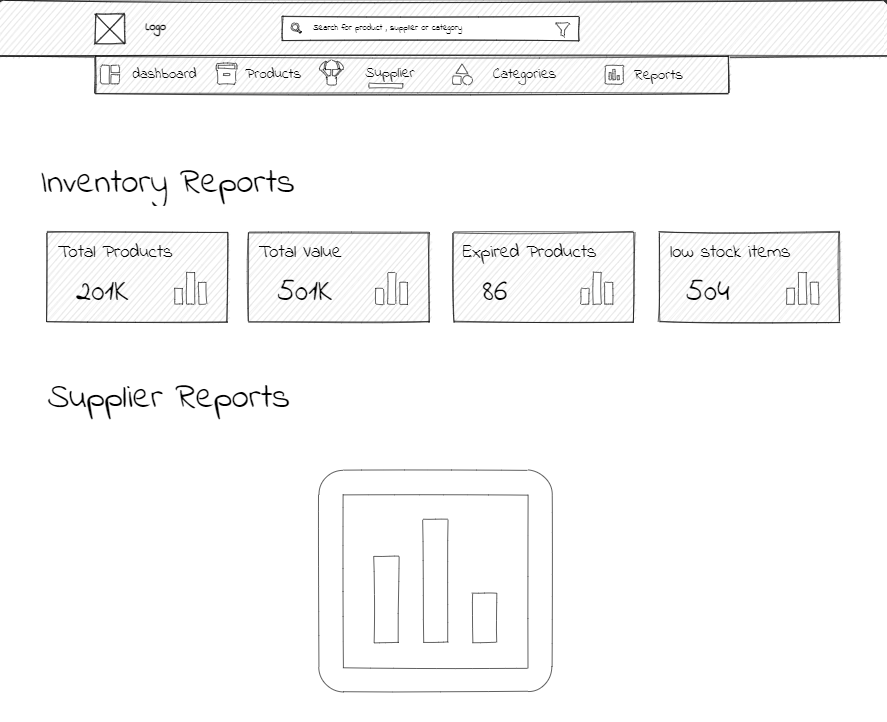 Logo
Search for product , supplier or category
dashboard Products Supplier Categories Reports
Inventory Reports
Total Products Total Value Expired Products low stock items
201K 501K 86 504
Supplier Reports